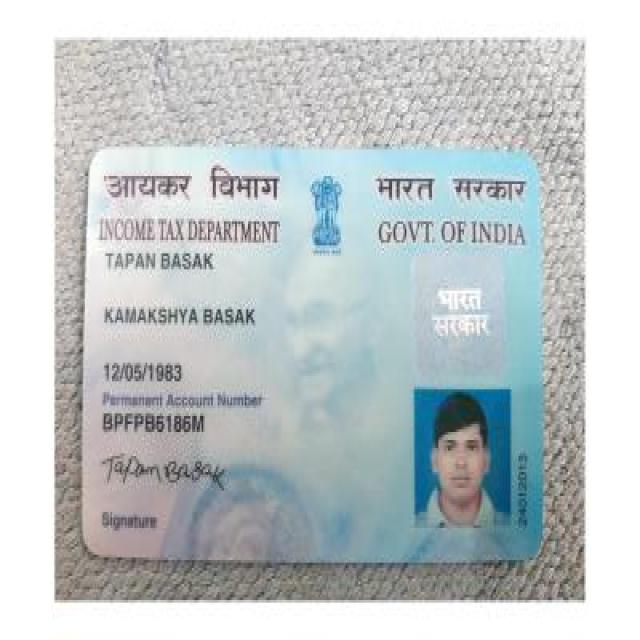 आयकर विभाग
भारत सरकार
INCOME TAX DEPARTMENT
GOVT. OF INDIA
TAPAN BASAK
KAMAKSHYA BASAK
भारत
सरकार
12/05/1983
Permanent Account Number
BPFPB6186M
Tapan Basak
Signature
24012013